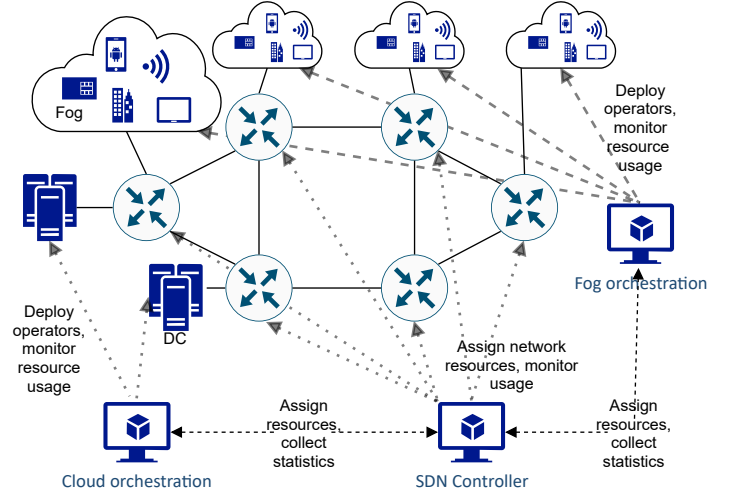 Fog
Deploy
operators,
monitor
resource
usage
Fog orchestration
DC
Deploy
operators,
monitor
resource
usage
Assign network
resources, monitor
usage
Assign
resources,
collect
statistics
Assign
resources,
collect
statistics
Cloud orchestration
SDN Controller